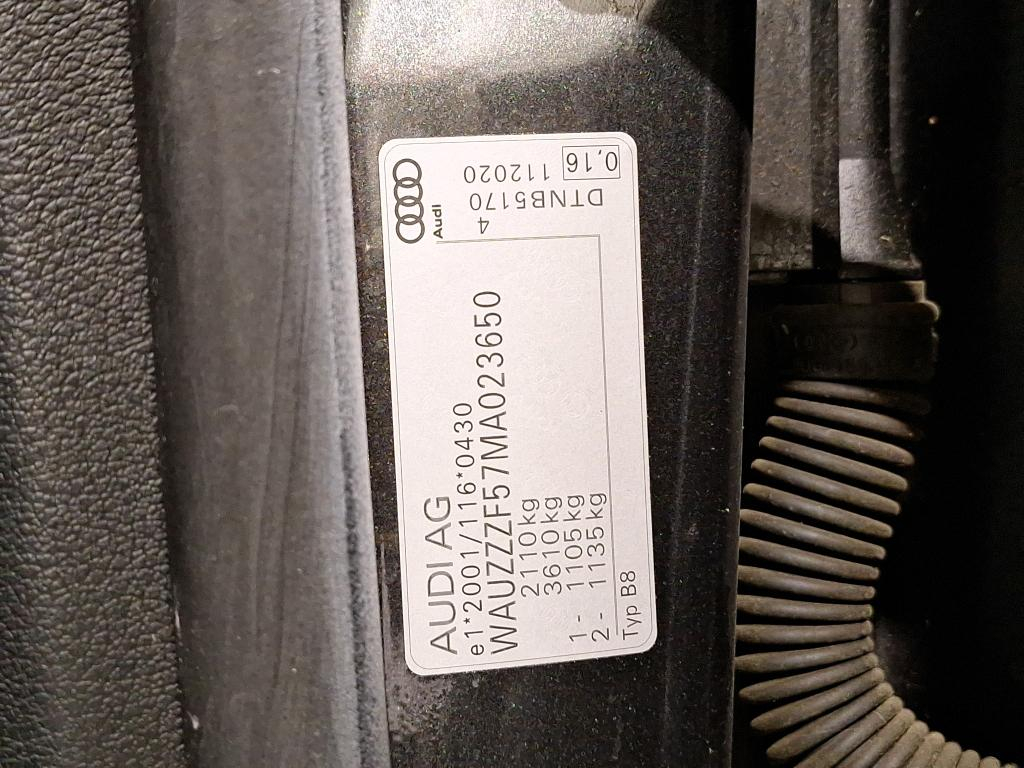 AUDI AG
e1*2001/116*0430
WAUZZZF57MA023650
2110kg
3610kg
1 - 1105kg
2 - 1135kg
Typ B8
Audi
4
DTNB5170
112020
0,16